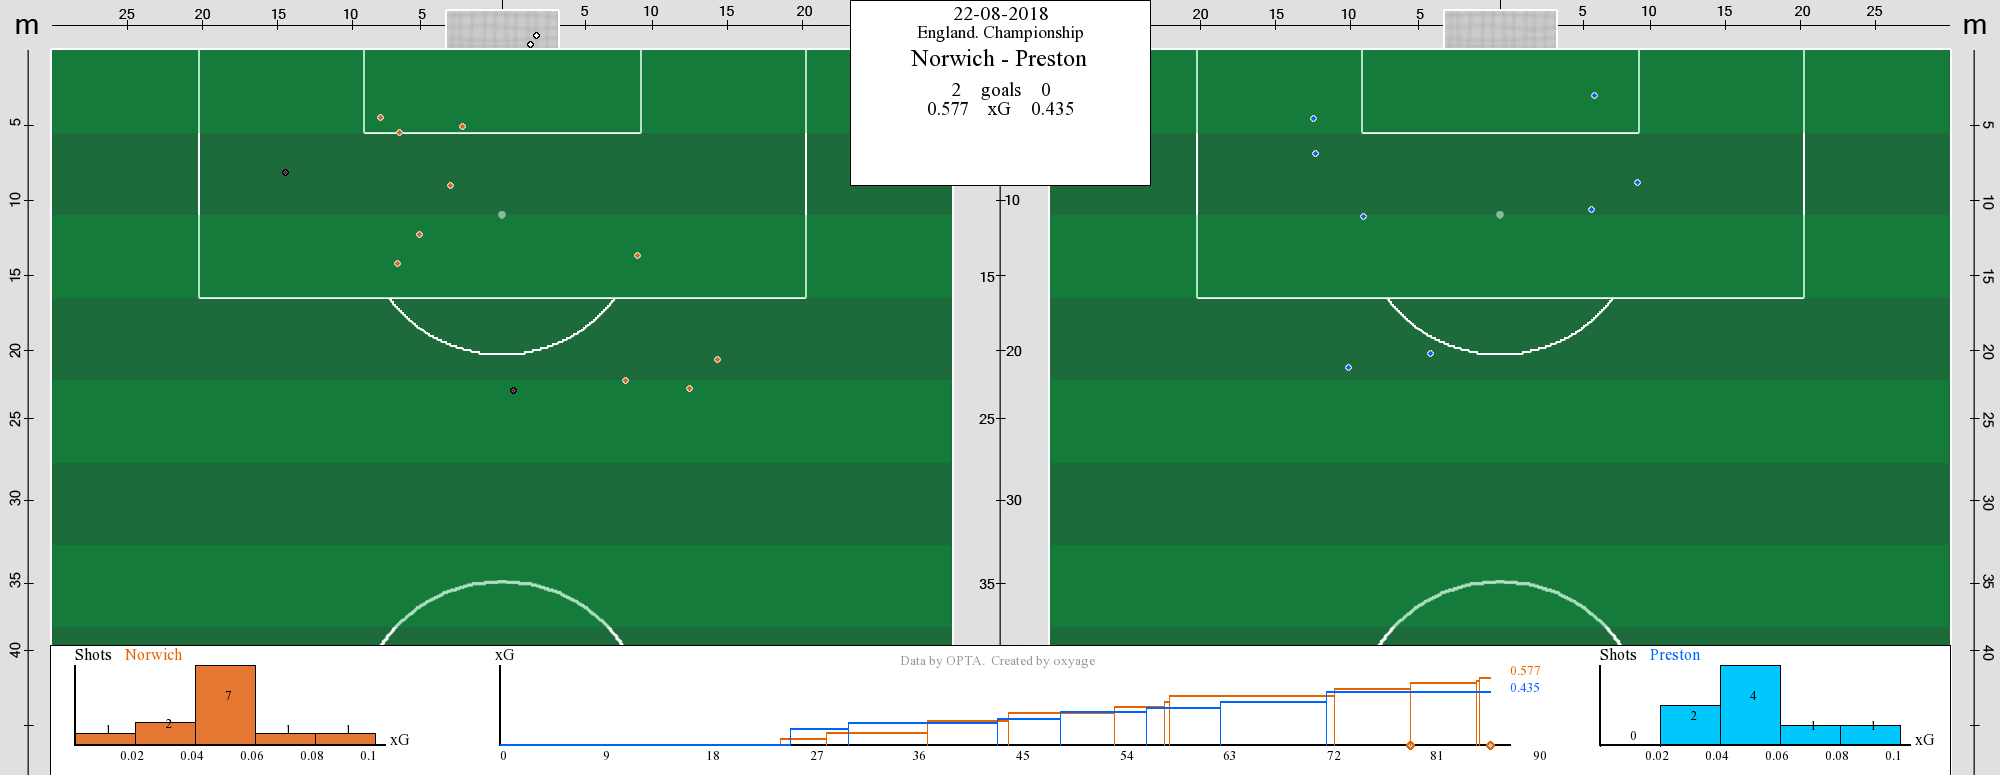 m 25 20 15 10 5 5 10 15 20
22-08-2018
20 15 10 5 5 10 15 20 25 m
England. Championship
Norwich - Preston
2 goals 0
0.577 xG 0.435
5 10 15 20 25 30 35 40
10 15 20 25 30 35
5 10 15 20 25 30 35 40
Shots Norwich
1 2 7 1 1
xG
0.02 0.04 0.06 0.08 0.1
xG
Data by OPTA. Created by oxyage
0.577
0.435
0 9 18 27 36 45 54 63 72 81 90
Shots Preston
0 2 4 1 1
xG
0.02 0.04 0.06 0.08 0.1